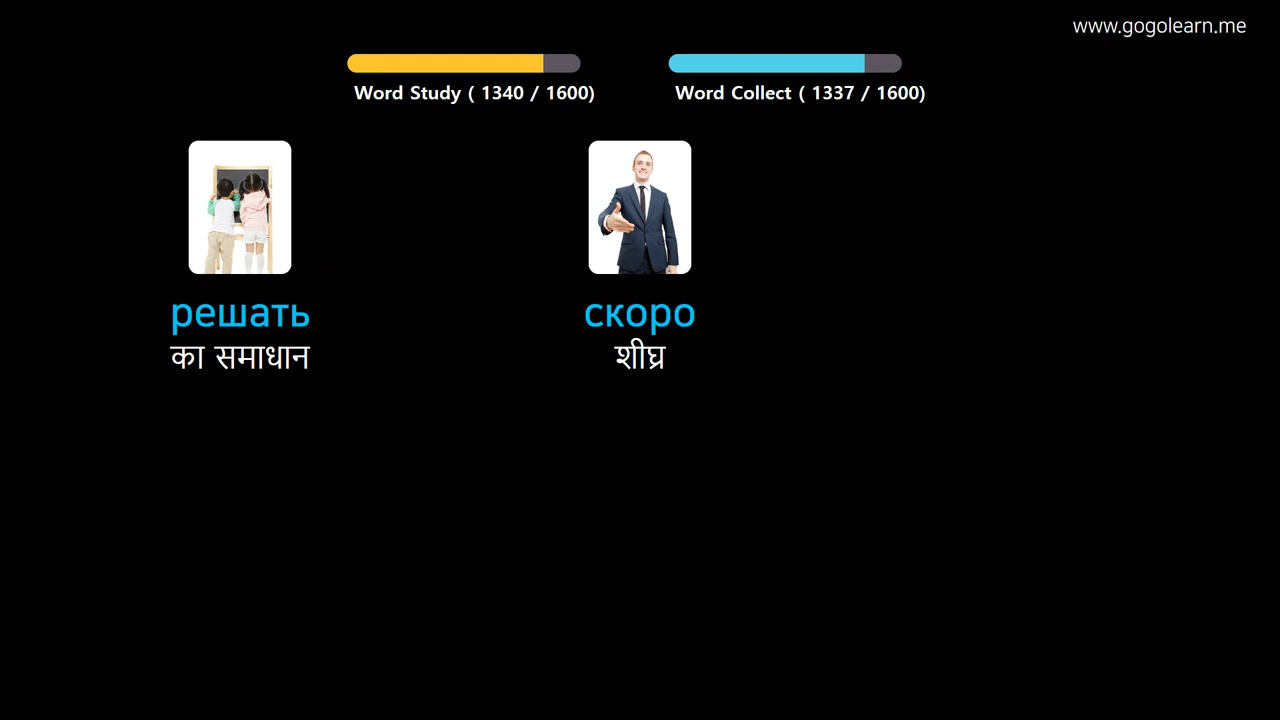 www.gogolearn.me
Word Study ( 1340 / 1600)
Word Collect ( 1337 / 1600)
решать
का समाधान
скоро
शीघ्र